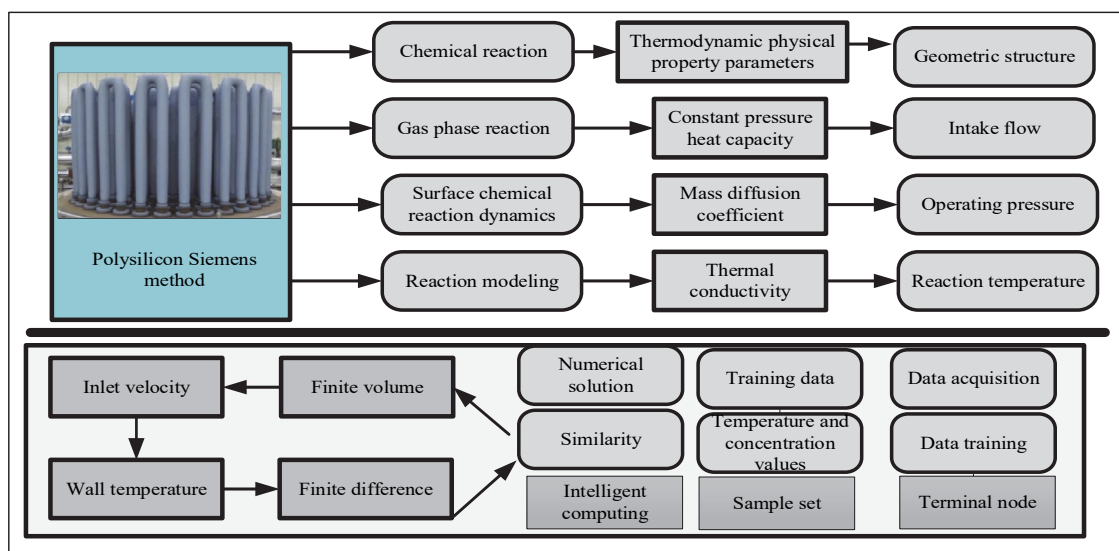 Chemical reaction
Thermodynamic physical
property parameters
Geometric structure
Gas phase reaction
Constant pressure
heat capacity
Intake flow
Surface chemical
reaction dynamics
Mass diffusion
coefficient
Operating pressure
Polysilicon Siemens
method
Reaction modeling
Thermal
conductivity
Reaction temperature
Inlet velocity
Finite volume
Numerical
solution
Training data
Data acquisition
Similarity
Temperature and
concentration
values
Data training
Wall temperature
Finite difference
Intelligent
computing
Sample set
Terminal node